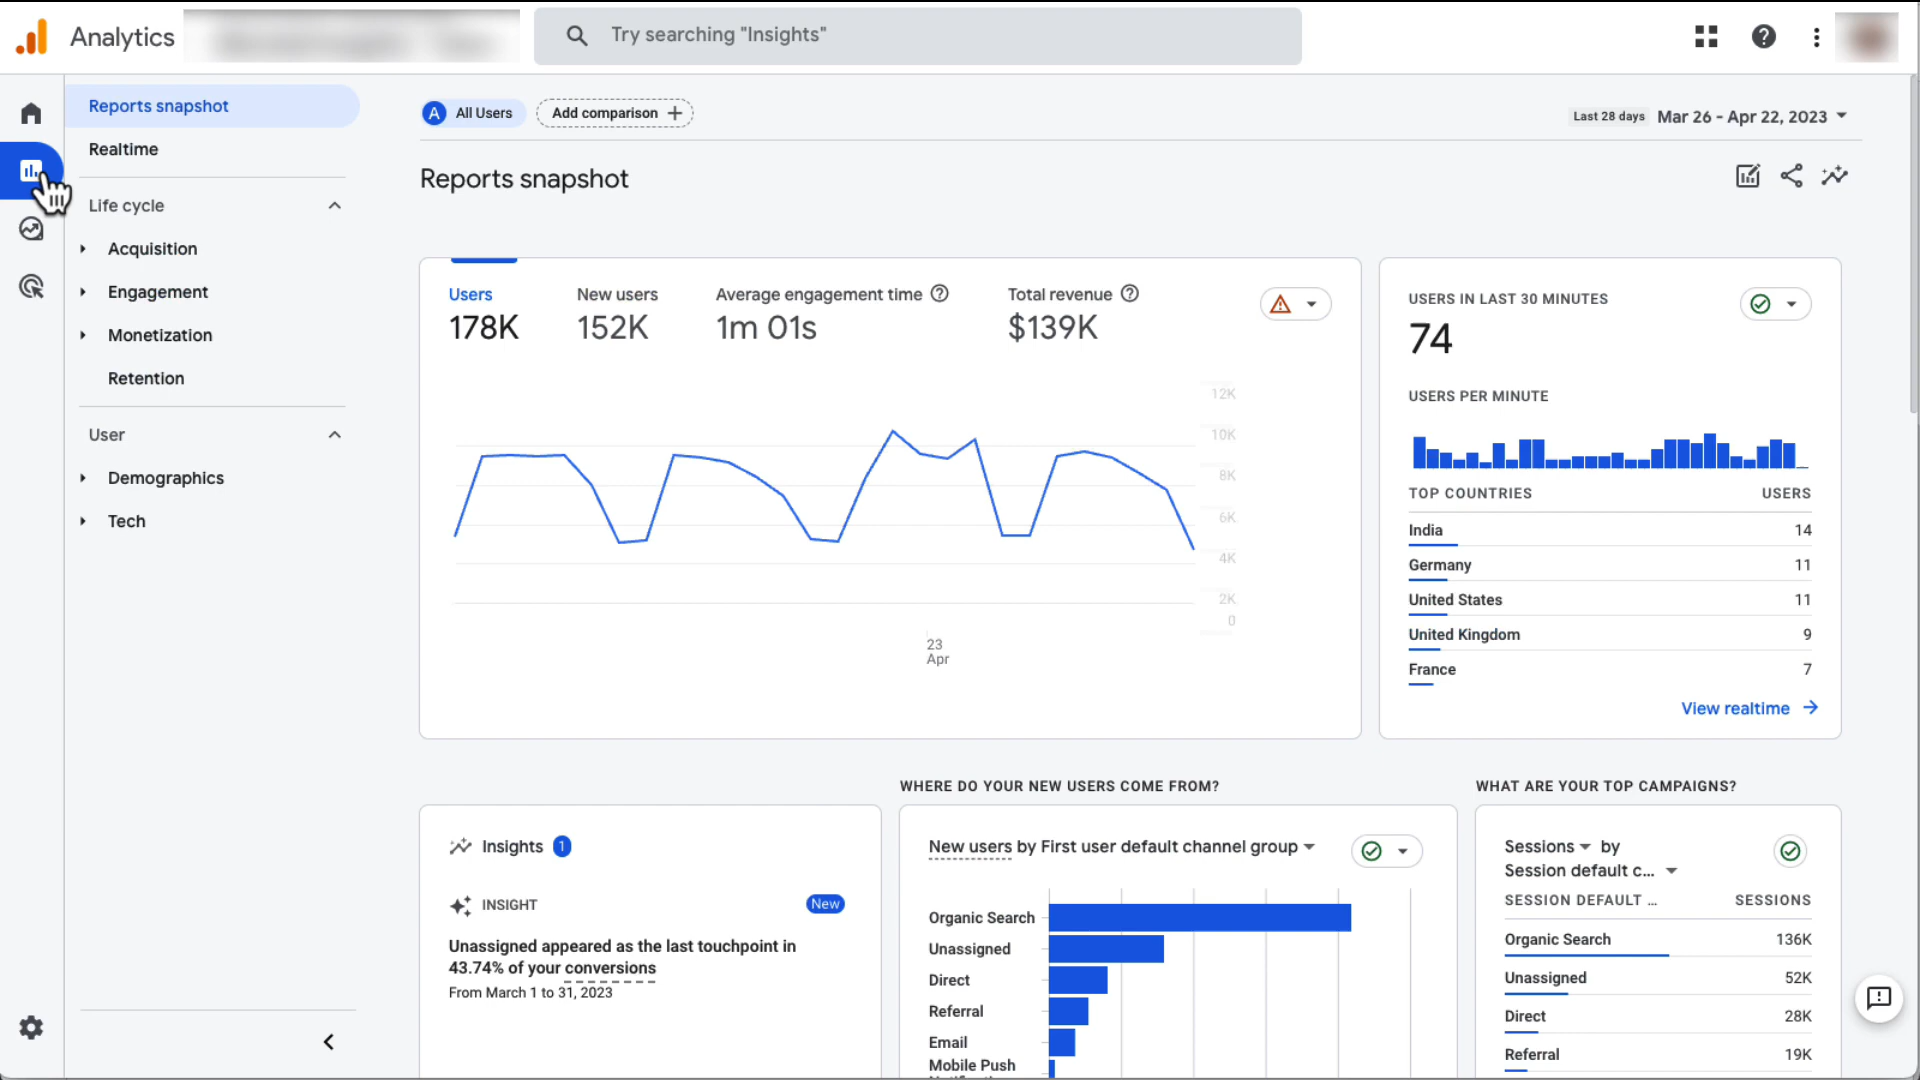 Analytics
Try searching "Insights"
Reports snapshot
Realtime
Life cycle
Acquisition
Engagement
Monetization
Retention
User
Demographics
Tech
A All Users
Add comparison
Last 28 days Mar 26 - Apr 22, 2023
Reports snapshot
Users
178K
New users
152K
Average engagement time
1m 01s
Total revenue
$139K
12K
10K
8K
6K
4K
2K
0
23
Apr
USERS IN LAST 30 MINUTES
74
USERS PER MINUTE
TOP COUNTRIES USERS
India 14
Germany 11
United States 11
United Kingdom 9
France 7
View realtime
Insights 1
INSIGHT New
Unassigned appeared as the last touchpoint in
43.74% of your conversions
From March 1 to 31, 2023
WHERE DO YOUR NEW USERS COME FROM?
New users by First user default channel group
Organic Search
Unassigned
Direct
Referral
Email
Mobile Push
WHAT ARE YOUR TOP CAMPAIGNS?
Sessions by
Session default c...
SESSION DEFAULT ... SESSIONS
Organic Search 136K
Unassigned 52K
Direct 28K
Referral 19K